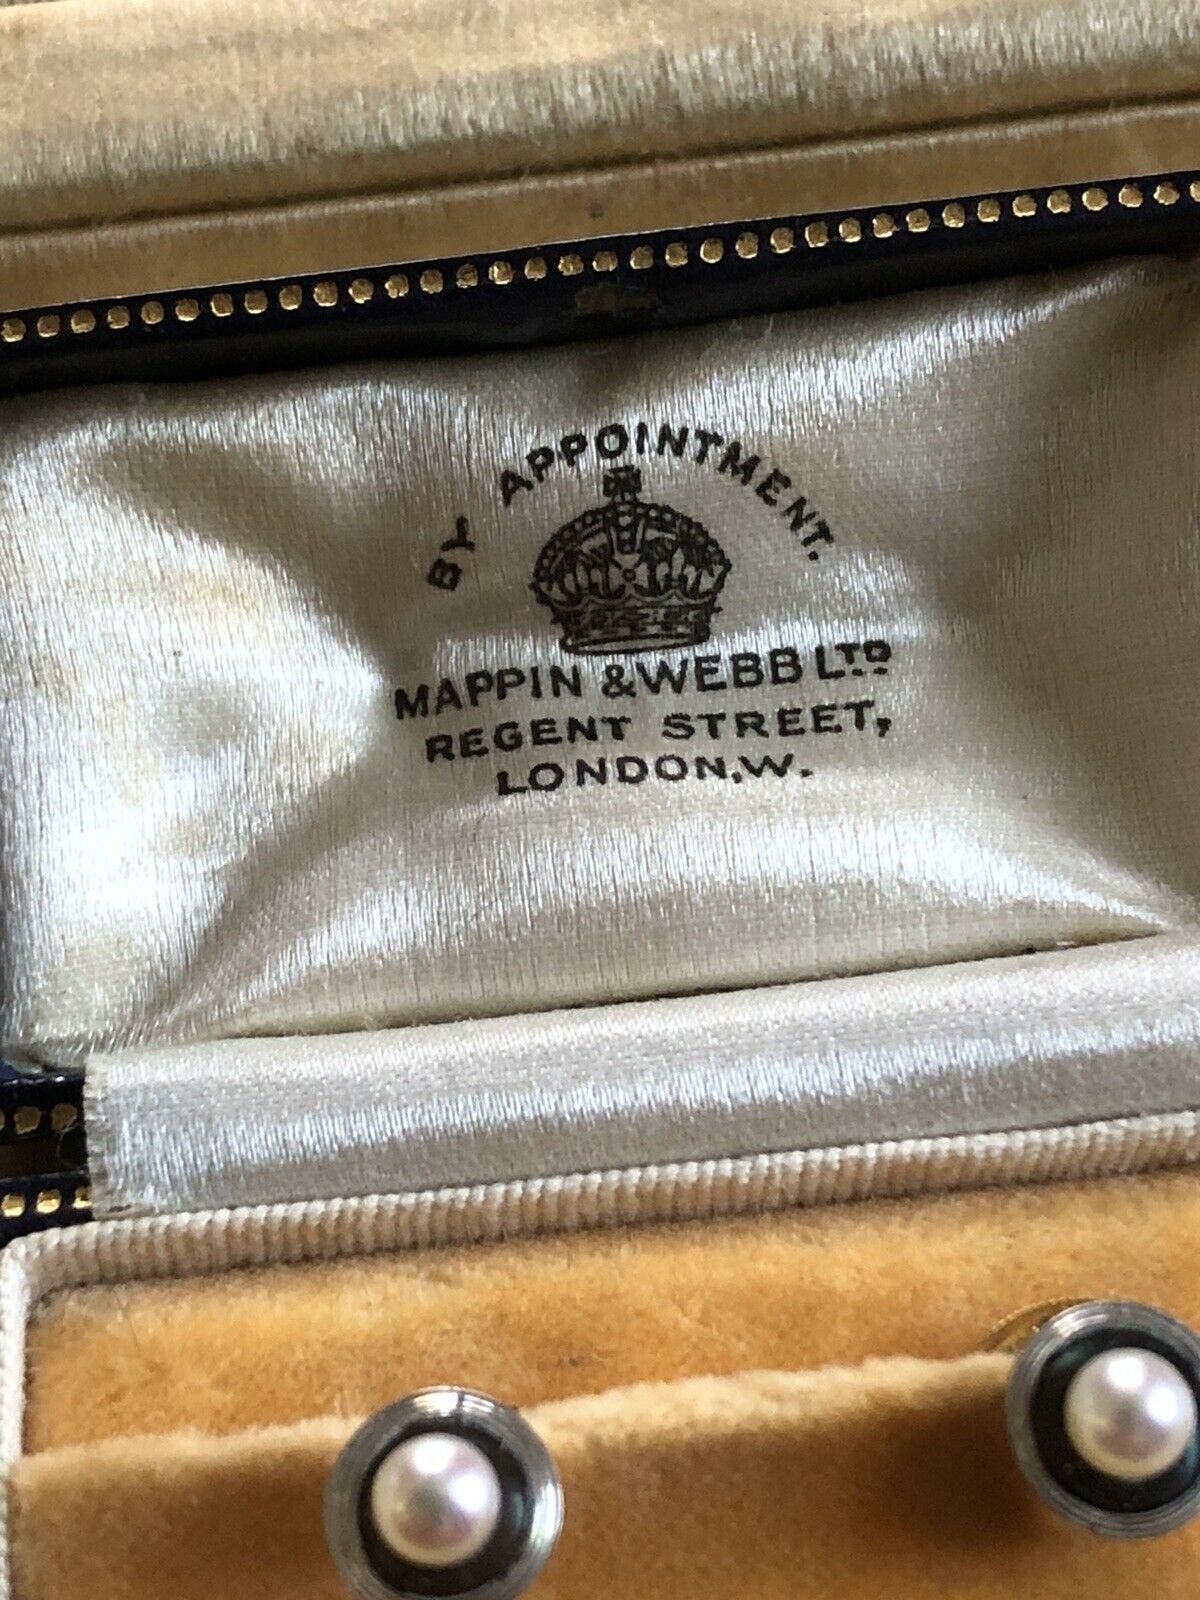 BY APPOINTMENT.
MAPPIN & WEBB LTD
REGENT STREET,
LONDON, W.